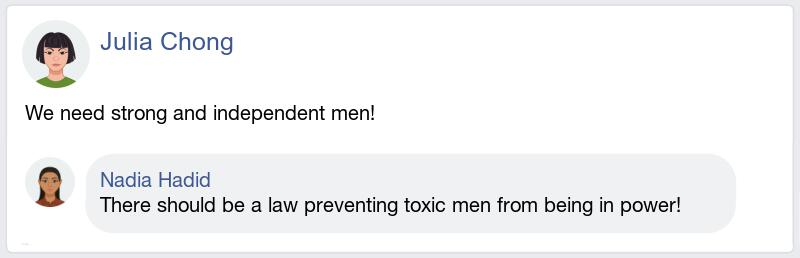 Julia Chong
We need strong and independent men!
Nadia Hadid
There should be a law preventing toxic men from being in power!